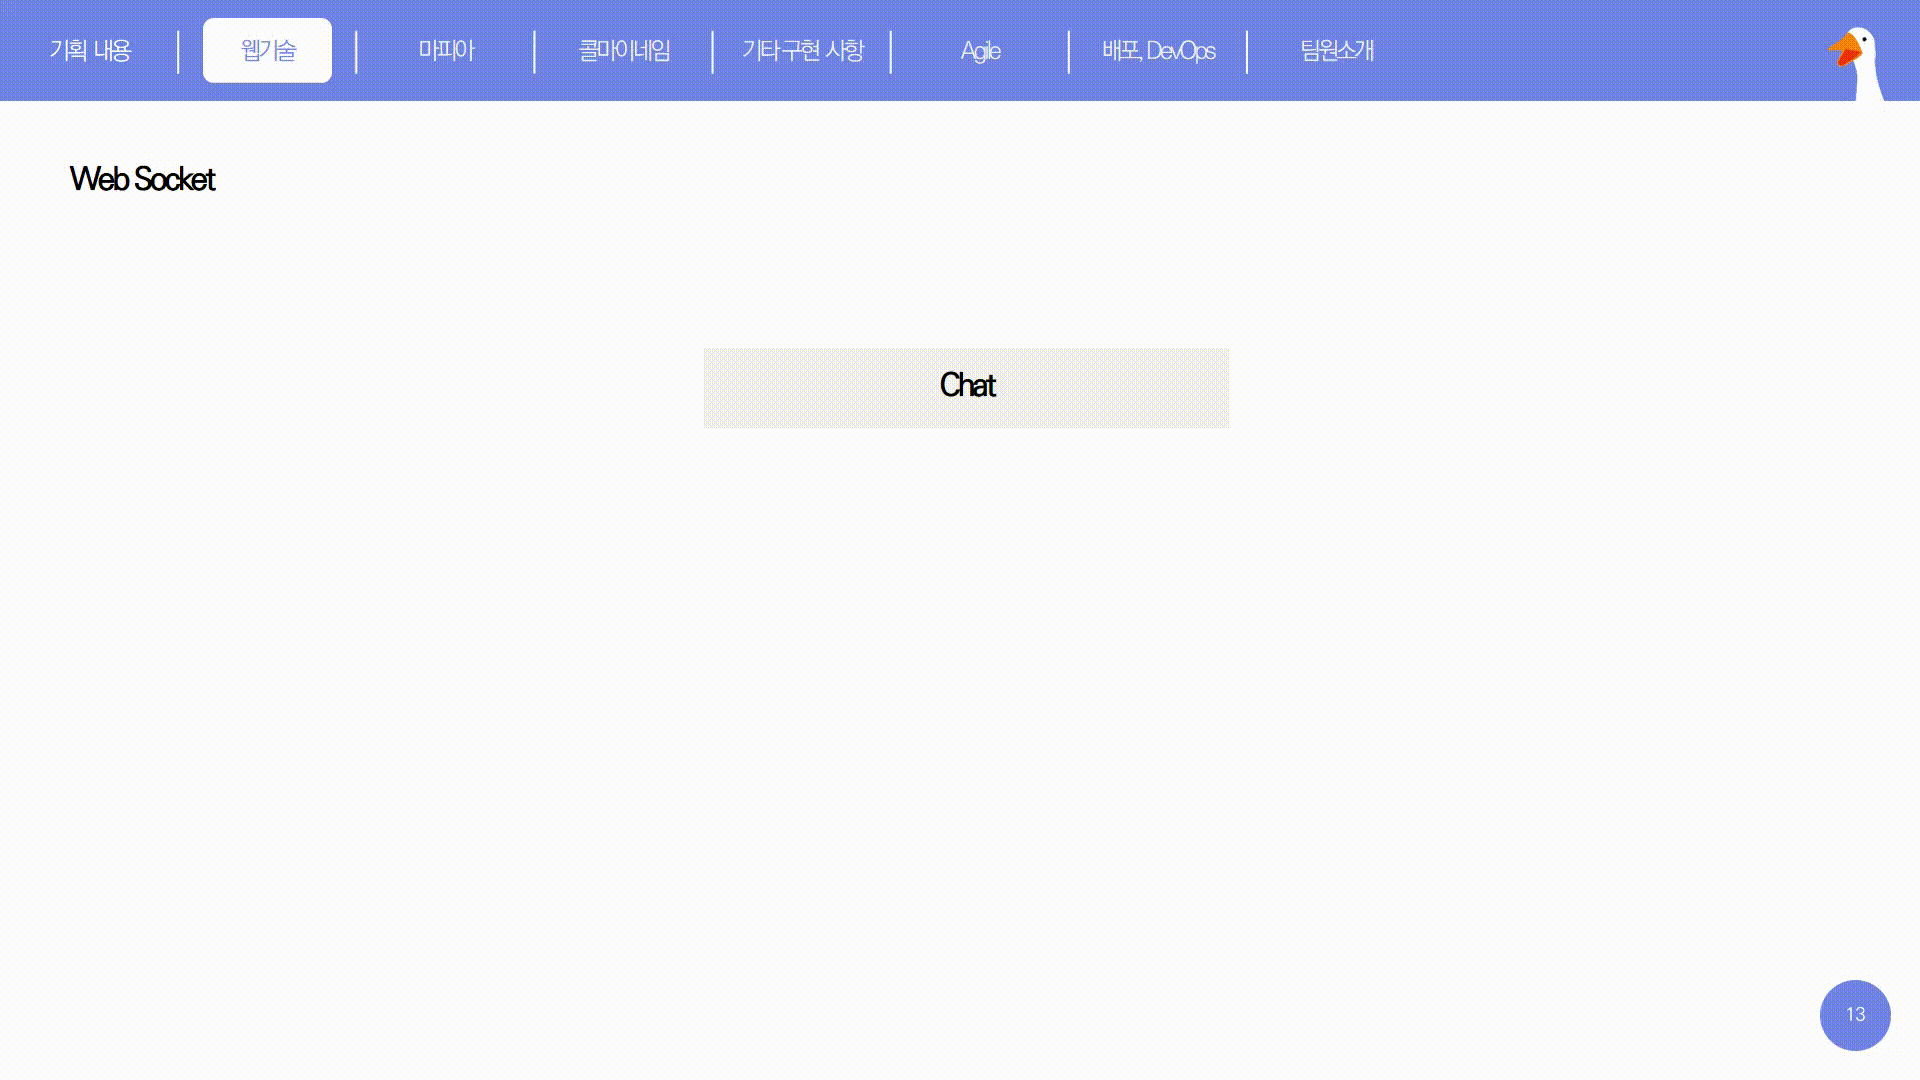 기획 내용
웹기술
마피아
콜마이네임
기타 구현 사항
Agile
배포, DevOps
팀원소개
Web Socket
Chat
13